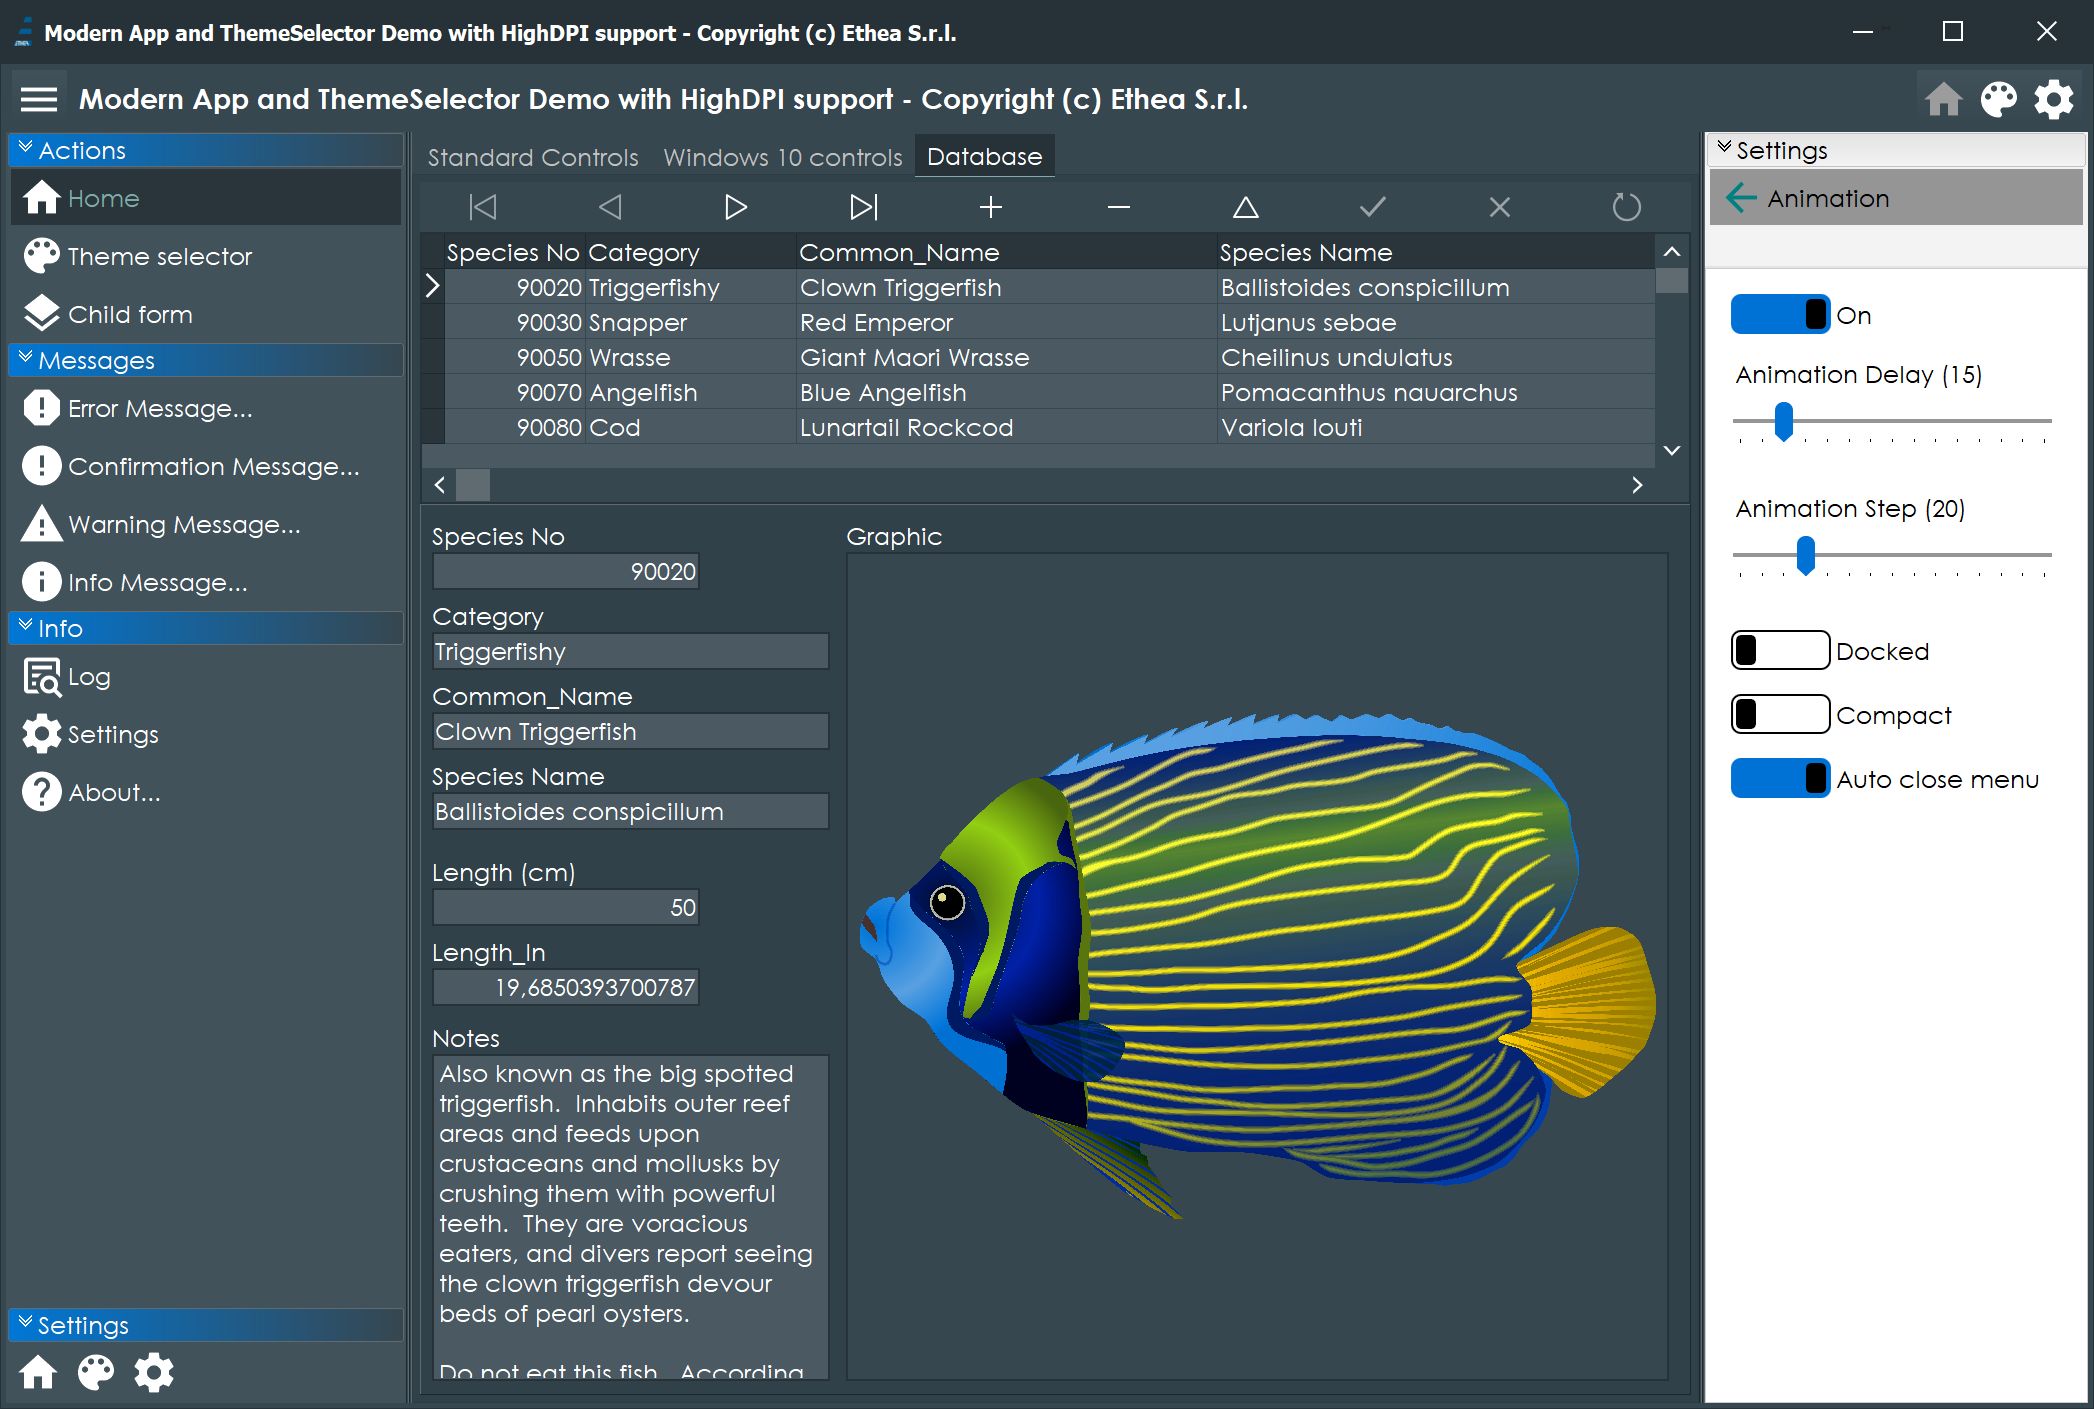 Modern App and ThemeSelector Demo with HighDPI support - Copyright (c) Ethea S.r.l.
Modern App and ThemeSelector Demo with HighDPI support - Copyright (c) Ethea S.r.l.
Actions
Home
Theme selector
Child form
Messages
Error Message...
Confirmation Message...
Warning Message...
Info Message...
Info
Log
Settings
About...
Settings
Standard Controls Windows 10 controls Database
Species No Category Common_Name Species Name
90020 Triggerfishy Clown Triggerfish Ballistoides conspicillum
90030 Snapper Red Emperor Lutjanus sebae
90050 Wrasse Giant Maori Wrasse Cheilinus undulatus
90070 Angelfish Blue Angelfish Pomacanthus nauarchus
90080 Cod Lunartail Rockcod Variola louti
Species No
90020
Category
Triggerfishy
Common_Name
Clown Triggerfish
Species Name
Ballistoides conspicillum
Length (cm)
50
Length_In
19,6850393700787
Notes
Also known as the big spotted
triggerfish.  Inhabits outer reef
areas and feeds upon
crustaceans and mollusks by
crushing them with powerful
teeth.  They are voracious
eaters, and divers report seeing
the clown triggerfish devour
beds of pearl oysters.
Do not eat this fish.  According
Graphic
Settings
Animation
On
Animation Delay (15)
Animation Step (20)
Docked
Compact
Auto close menu